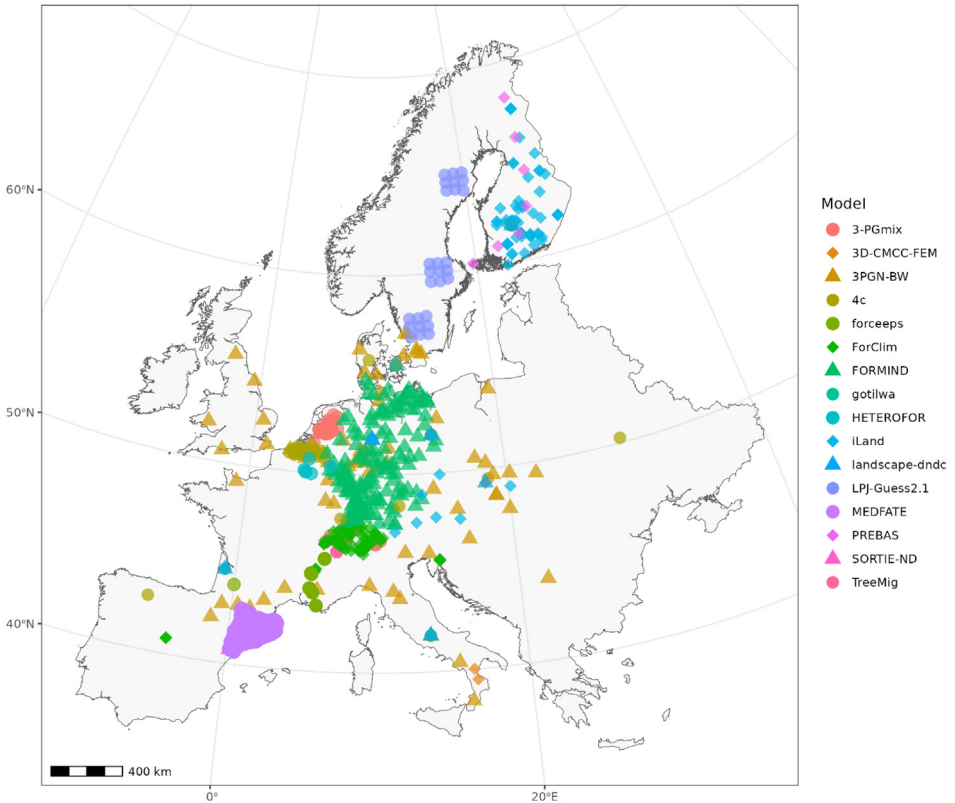 60°N
50°N
40°N
400 km
0°
20°E
Model
3-PGmix
3D-CMCC-FEM
3PGN-BW
4c
forceeps
ForClim
FORMIND
gotilwa
HETEROFOR
iLand
landscape-dndc
LPJ-Guess2.1
MEDFATE
PREBAS
SORTIE-ND
TreeMig